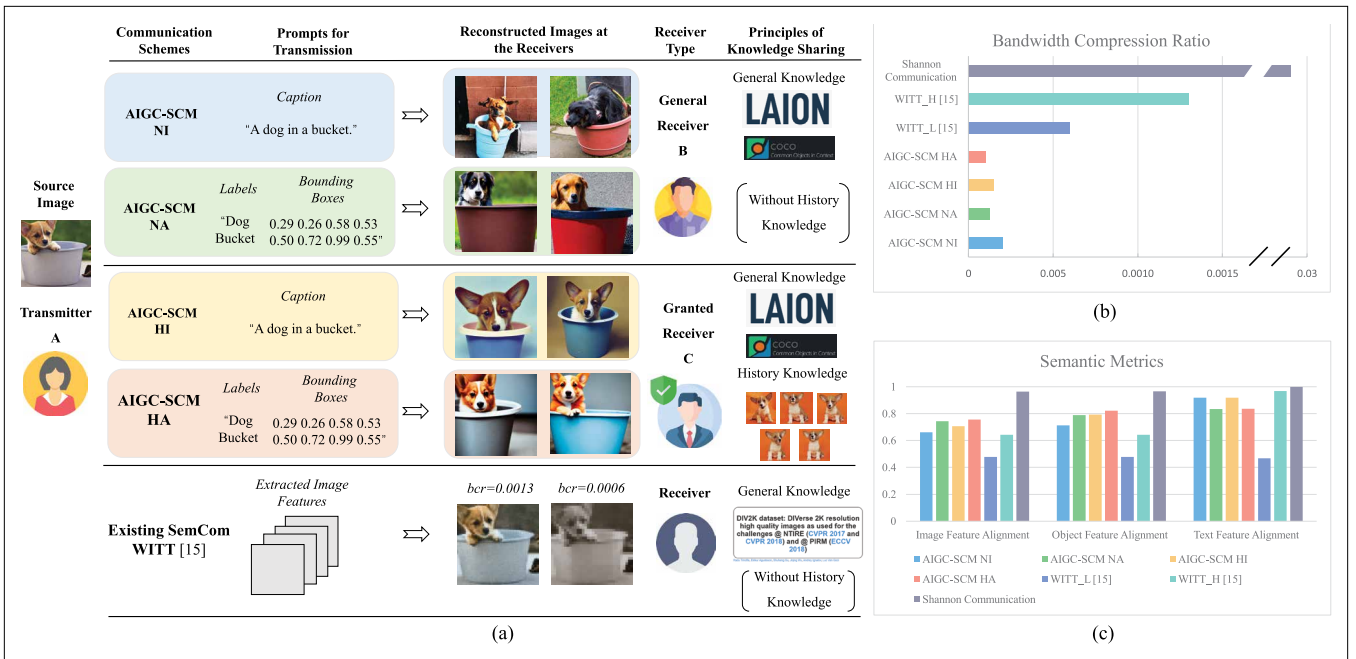 Communication Schemes
Prompts for Transmission
Reconstructed Images at the Receivers
Receiver Type
Principles of Knowledge Sharing
Source Image
Transmitter
A
AIGC-SCM
NI
Caption
"A dog in a bucket."
General
Receiver
B
General Knowledge
LAION
COCO
Common Objects in Context
AIGC-SCM
NA
Labels
Bounding
Boxes
"Dog 0.29 0.26 0.58 0.53
Bucket 0.50 0.72 0.99 0.55"
Without History
Knowledge
AIGC-SCM
HI
Caption
"A dog in a bucket."
Granted
Receiver
C
General Knowledge
LAION
COCO
Common Objects in Context
AIGC-SCM
HA
Labels
Bounding
Boxes
"Dog 0.29 0.26 0.58 0.53
Bucket 0.50 0.72 0.99 0.55"
History Knowledge
Existing SemCom
WITT [15]
Extracted Image
Features
bcr=0.0013
bcr=0.0006
Receiver
General Knowledge
DIV2K dataset: DIVerse 2K resolution
high quality images as used for the
challenges @ NTIRE (CVPR 2017 and
CVPR 2018) and @ PIRM (ECCV
2018)
Without History
Knowledge
(a)
Bandwidth Compression Ratio
Shannon
Communication
WITT_H [15]
WITT_L [15]
AIGC-SCM HA
AIGC-SCM HI
AIGC-SCM NA
AIGC-SCM NI
0 0.005 0.0010 0.0015 0.03
(b)
Semantic Metrics
1
0.8
0.6
0.4
0.2
0
Image Feature Alignment Object Feature Alignment Text Feature Alignment
AIGC-SCM NI AIGC-SCM NA AIGC-SCM HI
AIGC-SCM HA WITT_L [15] WITT_H [15]
Shannon Communication
(c)